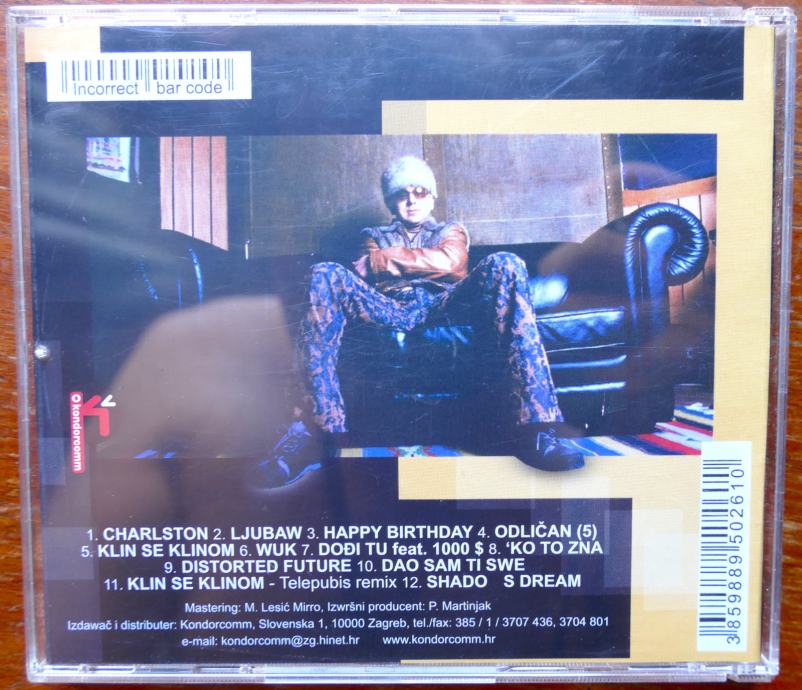 Incorrect bar code
kondorcomm
1. CHARLSTON 2. LJUBAW 3. HAPPY BIRTHDAY 4. ODLIČAN (5)
5. KLIN SE KLINOM 6. WUK 7. DOĐI TU feat. 1000 $ 8. 'KO TO ZNA
9. DISTORTED FUTURE 10. DAO SAM TI SWE
11. KLIN SE KLINOM - Telepubis remix 12. SHADO S DREAM
Mastering: M. Lesić Mirro, Izwršni producent: P. Martinjak
Izdawač i distributer: Kondorcomm, Slovenska 1, 10000 Zagreb, tel./fax: 385 / 1 / 3707 436, 3704 801
e-mail: kondorcomm@zg.hinet.hr www.kondorcomm.hr
3859889502610